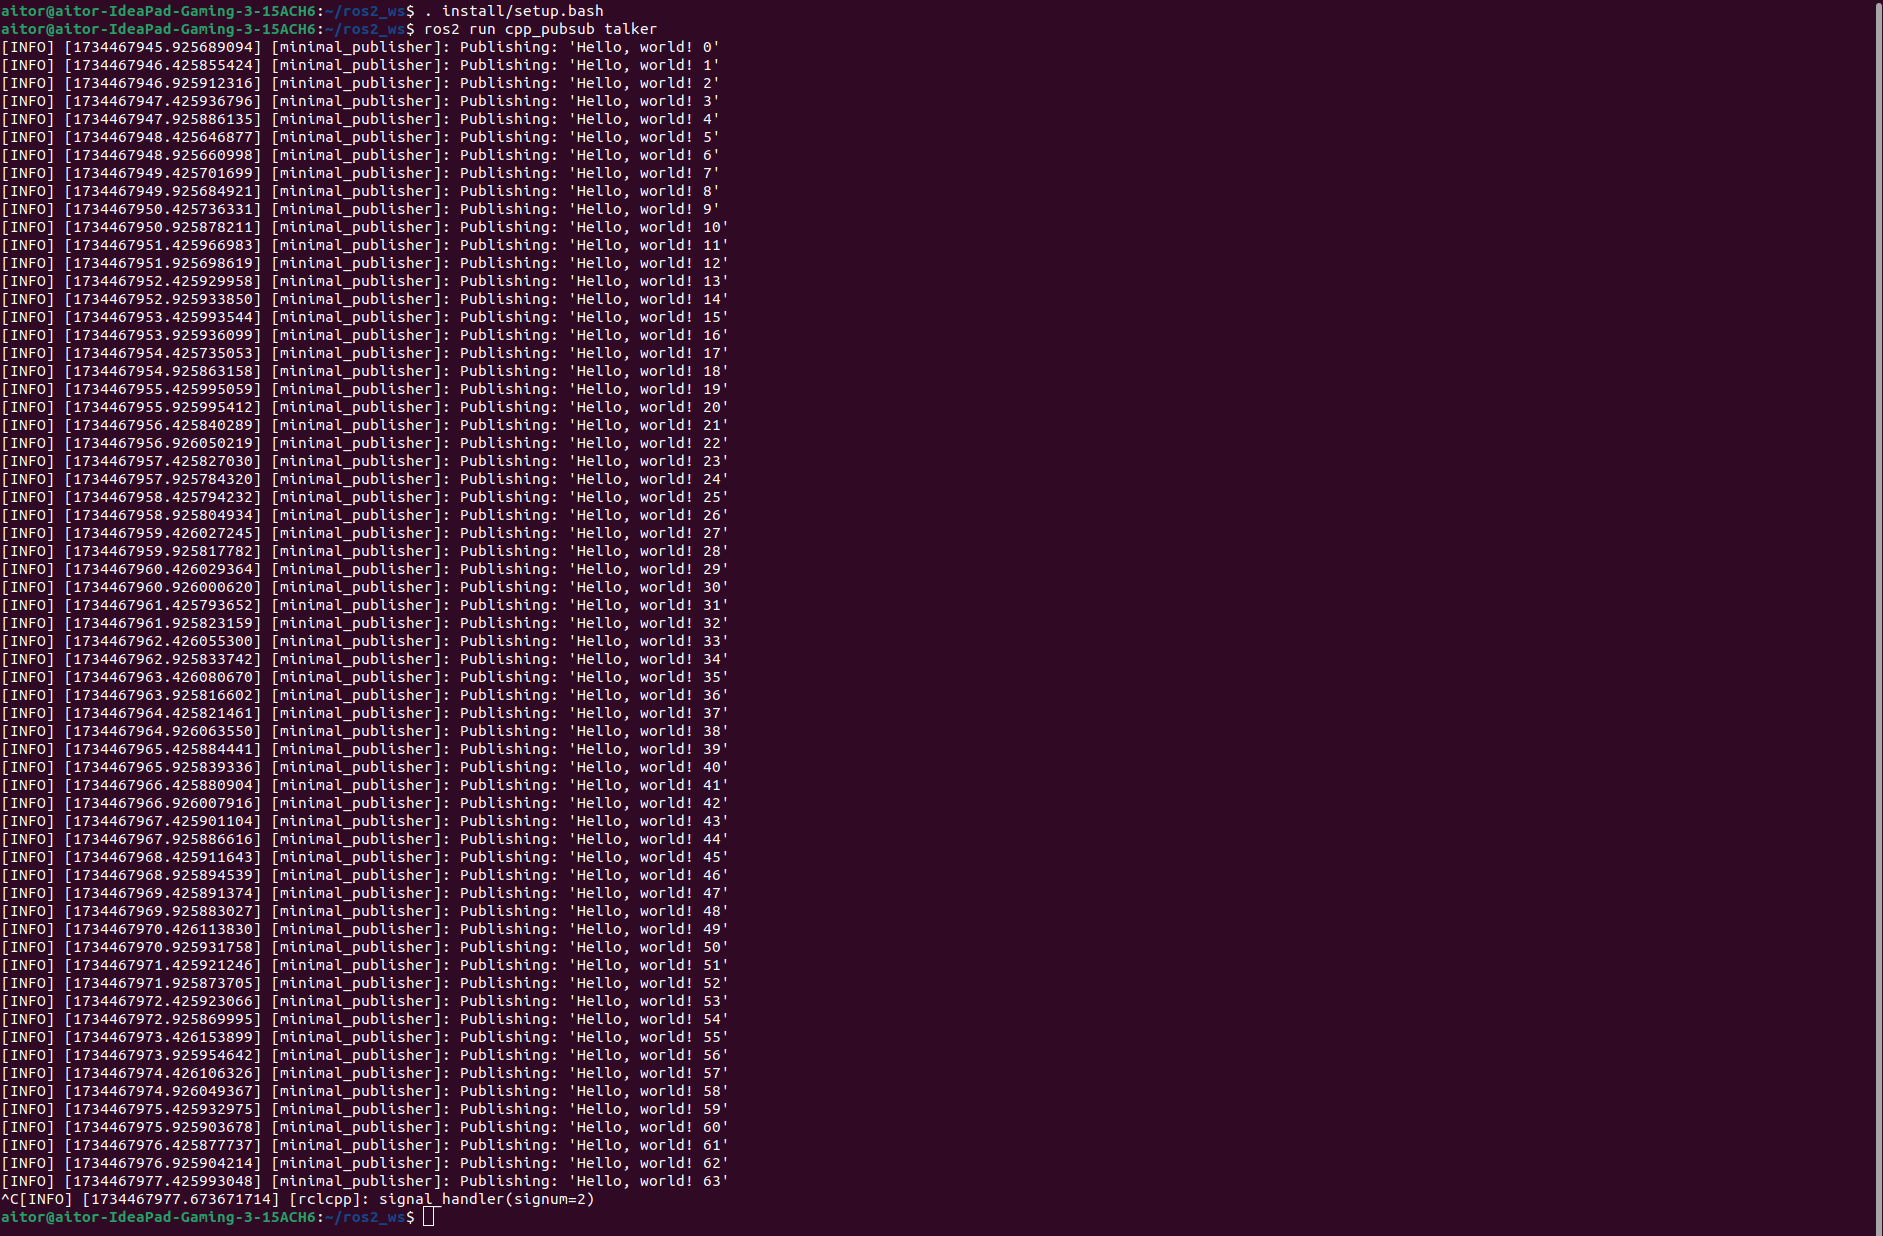 aitor@aitor-IdeaPad-Gaming-3-15ACH6:~/ros2_ws$ . install/setup.bash
aitor@aitor-IdeaPad-Gaming-3-15ACH6:~/ros2_ws$ ros2 run cpp_pubsub talker
[INFO] [1734467945.925689094] [minimal_publisher]: Publishing: 'Hello, world! 0'
[INFO] [1734467946.425855424] [minimal_publisher]: Publishing: 'Hello, world! 1'
[INFO] [1734467946.925912316] [minimal_publisher]: Publishing: 'Hello, world! 2'
[INFO] [1734467947.425936796] [minimal_publisher]: Publishing: 'Hello, world! 3'
[INFO] [1734467947.925886135] [minimal_publisher]: Publishing: 'Hello, world! 4'
[INFO] [1734467948.425646877] [minimal_publisher]: Publishing: 'Hello, world! 5'
[INFO] [1734467948.925660998] [minimal_publisher]: Publishing: 'Hello, world! 6'
[INFO] [1734467949.425701699] [minimal_publisher]: Publishing: 'Hello, world! 7'
[INFO] [1734467949.925684921] [minimal_publisher]: Publishing: 'Hello, world! 8'
[INFO] [1734467950.425736331] [minimal_publisher]: Publishing: 'Hello, world! 9'
[INFO] [1734467950.925878211] [minimal_publisher]: Publishing: 'Hello, world! 10'
[INFO] [1734467951.425966983] [minimal_publisher]: Publishing: 'Hello, world! 11'
[INFO] [1734467951.925698619] [minimal_publisher]: Publishing: 'Hello, world! 12'
[INFO] [1734467952.425929958] [minimal_publisher]: Publishing: 'Hello, world! 13'
[INFO] [1734467952.925933850] [minimal_publisher]: Publishing: 'Hello, world! 14'
[INFO] [1734467953.425993544] [minimal_publisher]: Publishing: 'Hello, world! 15'
[INFO] [1734467953.925936099] [minimal_publisher]: Publishing: 'Hello, world! 16'
[INFO] [1734467954.425735053] [minimal_publisher]: Publishing: 'Hello, world! 17'
[INFO] [1734467954.925863158] [minimal_publisher]: Publishing: 'Hello, world! 18'
[INFO] [1734467955.425995059] [minimal_publisher]: Publishing: 'Hello, world! 19'
[INFO] [1734467955.925995412] [minimal_publisher]: Publishing: 'Hello, world! 20'
[INFO] [1734467956.425840289] [minimal_publisher]: Publishing: 'Hello, world! 21'
[INFO] [1734467956.926050219] [minimal_publisher]: Publishing: 'Hello, world! 22'
[INFO] [1734467957.425827030] [minimal_publisher]: Publishing: 'Hello, world! 23'
[INFO] [1734467957.925784320] [minimal_publisher]: Publishing: 'Hello, world! 24'
[INFO] [1734467958.425794232] [minimal_publisher]: Publishing: 'Hello, world! 25'
[INFO] [1734467958.925804934] [minimal_publisher]: Publishing: 'Hello, world! 26'
[INFO] [1734467959.426027245] [minimal_publisher]: Publishing: 'Hello, world! 27'
[INFO] [1734467959.925817782] [minimal_publisher]: Publishing: 'Hello, world! 28'
[INFO] [1734467960.426029364] [minimal_publisher]: Publishing: 'Hello, world! 29'
[INFO] [1734467960.926000620] [minimal_publisher]: Publishing: 'Hello, world! 30'
[INFO] [1734467961.425793652] [minimal_publisher]: Publishing: 'Hello, world! 31'
[INFO] [1734467961.925823159] [minimal_publisher]: Publishing: 'Hello, world! 32'
[INFO] [1734467962.426055300] [minimal_publisher]: Publishing: 'Hello, world! 33'
[INFO] [1734467962.925833742] [minimal_publisher]: Publishing: 'Hello, world! 34'
[INFO] [1734467963.426080670] [minimal_publisher]: Publishing: 'Hello, world! 35'
[INFO] [1734467963.925816602] [minimal_publisher]: Publishing: 'Hello, world! 36'
[INFO] [1734467964.425821461] [minimal_publisher]: Publishing: 'Hello, world! 37'
[INFO] [1734467964.926063550] [minimal_publisher]: Publishing: 'Hello, world! 38'
[INFO] [1734467965.425884441] [minimal_publisher]: Publishing: 'Hello, world! 39'
[INFO] [1734467965.925839336] [minimal_publisher]: Publishing: 'Hello, world! 40'
[INFO] [1734467966.425880904] [minimal_publisher]: Publishing: 'Hello, world! 41'
[INFO] [1734467966.926007916] [minimal_publisher]: Publishing: 'Hello, world! 42'
[INFO] [1734467967.425901104] [minimal_publisher]: Publishing: 'Hello, world! 43'
[INFO] [1734467967.925886616] [minimal_publisher]: Publishing: 'Hello, world! 44'
[INFO] [1734467968.425911643] [minimal_publisher]: Publishing: 'Hello, world! 45'
[INFO] [1734467968.925894539] [minimal_publisher]: Publishing: 'Hello, world! 46'
[INFO] [1734467969.425891374] [minimal_publisher]: Publishing: 'Hello, world! 47'
[INFO] [1734467969.925883027] [minimal_publisher]: Publishing: 'Hello, world! 48'
[INFO] [1734467970.426113830] [minimal_publisher]: Publishing: 'Hello, world! 49'
[INFO] [1734467970.925931758] [minimal_publisher]: Publishing: 'Hello, world! 50'
[INFO] [1734467971.425921246] [minimal_publisher]: Publishing: 'Hello, world! 51'
[INFO] [1734467971.925873705] [minimal_publisher]: Publishing: 'Hello, world! 52'
[INFO] [1734467972.425923066] [minimal_publisher]: Publishing: 'Hello, world! 53'
[INFO] [1734467972.925869995] [minimal_publisher]: Publishing: 'Hello, world! 54'
[INFO] [1734467973.426153899] [minimal_publisher]: Publishing: 'Hello, world! 55'
[INFO] [1734467973.925954642] [minimal_publisher]: Publishing: 'Hello, world! 56'
[INFO] [1734467974.426106326] [minimal_publisher]: Publishing: 'Hello, world! 57'
[INFO] [1734467974.926049367] [minimal_publisher]: Publishing: 'Hello, world! 58'
[INFO] [1734467975.425932975] [minimal_publisher]: Publishing: 'Hello, world! 59'
[INFO] [1734467975.925903678] [minimal_publisher]: Publishing: 'Hello, world! 60'
[INFO] [1734467976.425877737] [minimal_publisher]: Publishing: 'Hello, world! 61'
[INFO] [1734467976.925904214] [minimal_publisher]: Publishing: 'Hello, world! 62'
[INFO] [1734467977.425993048] [minimal_publisher]: Publishing: 'Hello, world! 63'
^C[INFO] [1734467977.673671714] [rclcpp]: signal_handler(signum=2)
aitor@aitor-IdeaPad-Gaming-3-15ACH6:~/ros2_ws$